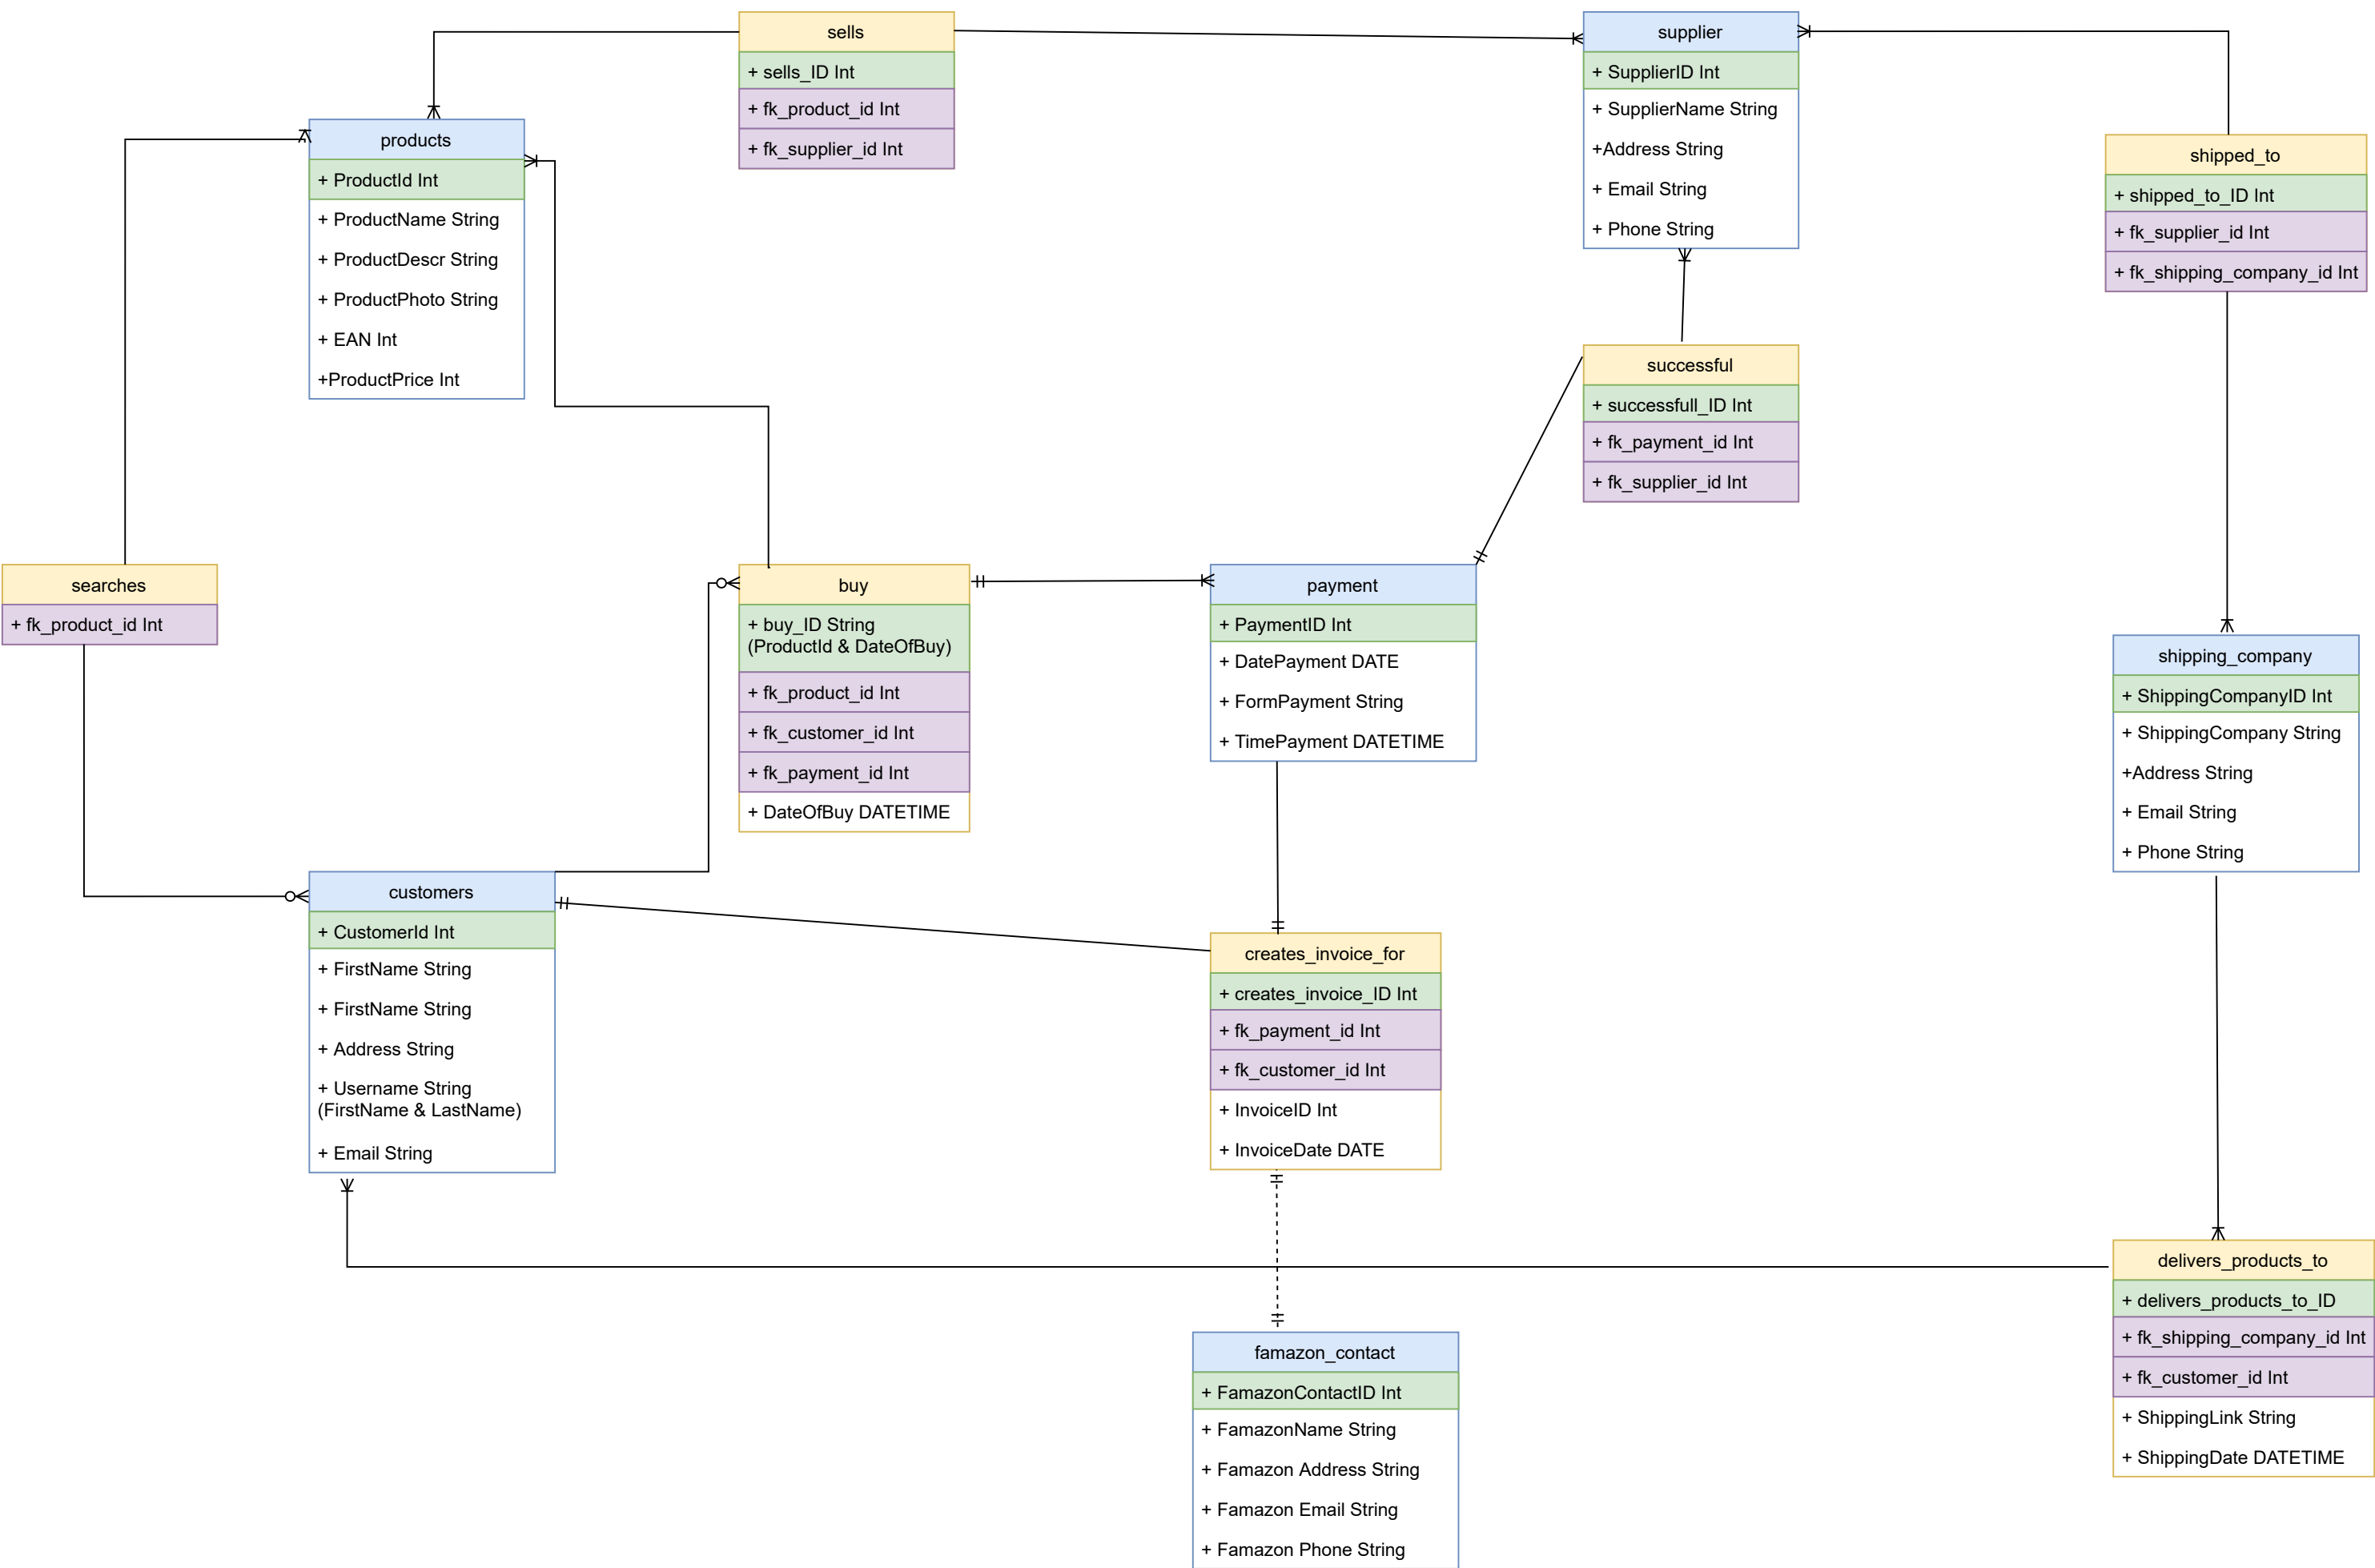 sells
+ sells_ID Int
+ fk_product_id Int
+ fk_supplier_id Int
supplier
+ SupplierID Int
+ SupplierName String
+Address String
+ Email String
+ Phone String
products
+ ProductId Int
+ ProductName String
+ ProductDescr String
+ ProductPhoto String
+ EAN Int
+ProductPrice Int
shipped_to
+ shipped_to_ID Int
+ fk_supplier_id Int
+ fk_shipping_company_id Int
successful
+ successfull_ID Int
+ fk_payment_id Int
+ fk_supplier_id Int
searches
+ fk_product_id Int
buy
+ buy_ID String
(ProductId & DateOfBuy)
+ fk_product_id Int
+ fk_customer_id Int
+ fk_payment_id Int
+ DateOfBuy DATETIME
payment
+ PaymentID Int
+ DatePayment DATE
+ FormPayment String
+ TimePayment DATETIME
shipping_company
+ ShippingCompanyID Int
+ ShippingCompany String
+Address String
+ Email String
+ Phone String
customers
+ CustomerId Int
+ FirstName String
+ FirstName String
+ Address String
+ Username String
(FirstName & LastName)
+ Email String
creates_invoice_for
+ creates_invoice_ID Int
+ fk_payment_id Int
+ fk_customer_id Int
+ InvoiceID Int
+ InvoiceDate DATE
delivers_products_to
+ delivers_products_to_ID
+ fk_shipping_company_id Int
+ fk_customer_id Int
+ ShippingLink String
+ ShippingDate DATETIME
famazon_contact
+ FamazonContactID Int
+ FamazonName String
+ Famazon Address String
+ Famazon Email String
+ Famazon Phone String